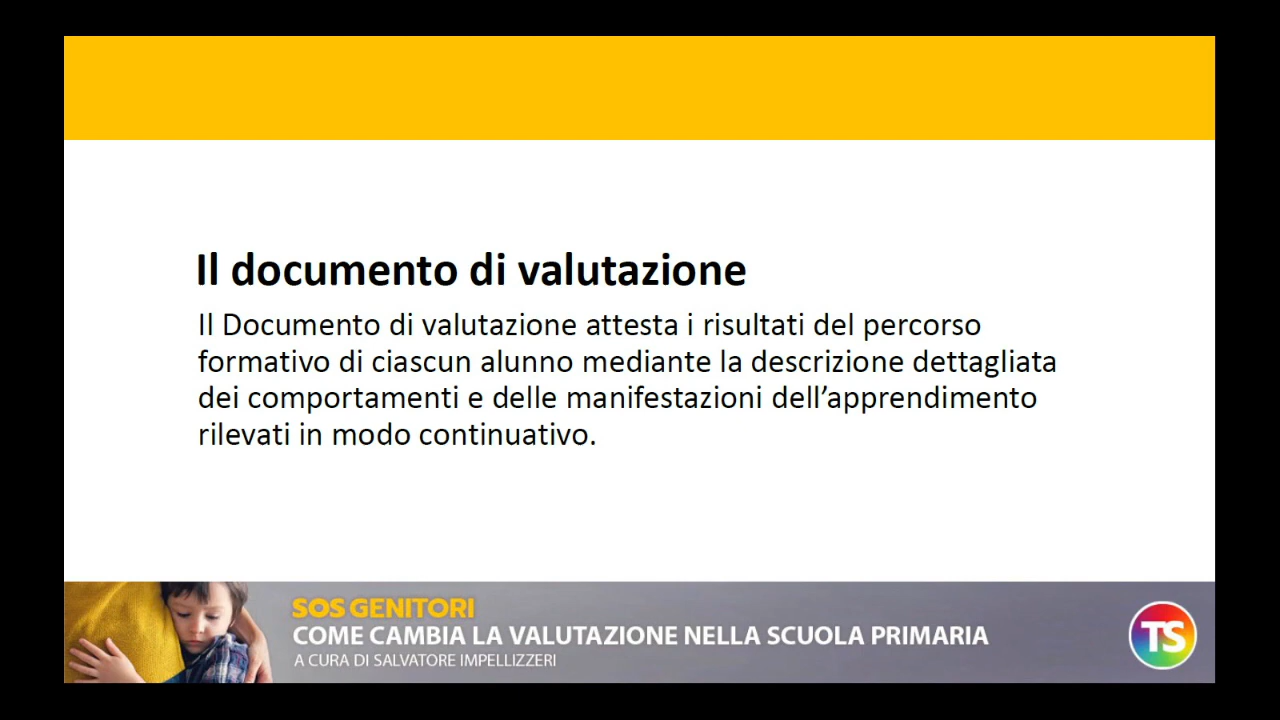 Il documento di valutazione
Il Documento di valutazione attesta i risultati del percorso
formativo di ciascun alunno mediante la descrizione dettagliata
dei comportamenti e delle manifestazioni dell’apprendimento
rilevati in modo continuativo.
SOS GENITORI
COME CAMBIA LA VALUTAZIONE NELLA SCUOLA PRIMARIA
A CURA DI SALVATORE IMPELLIZZERI
TS